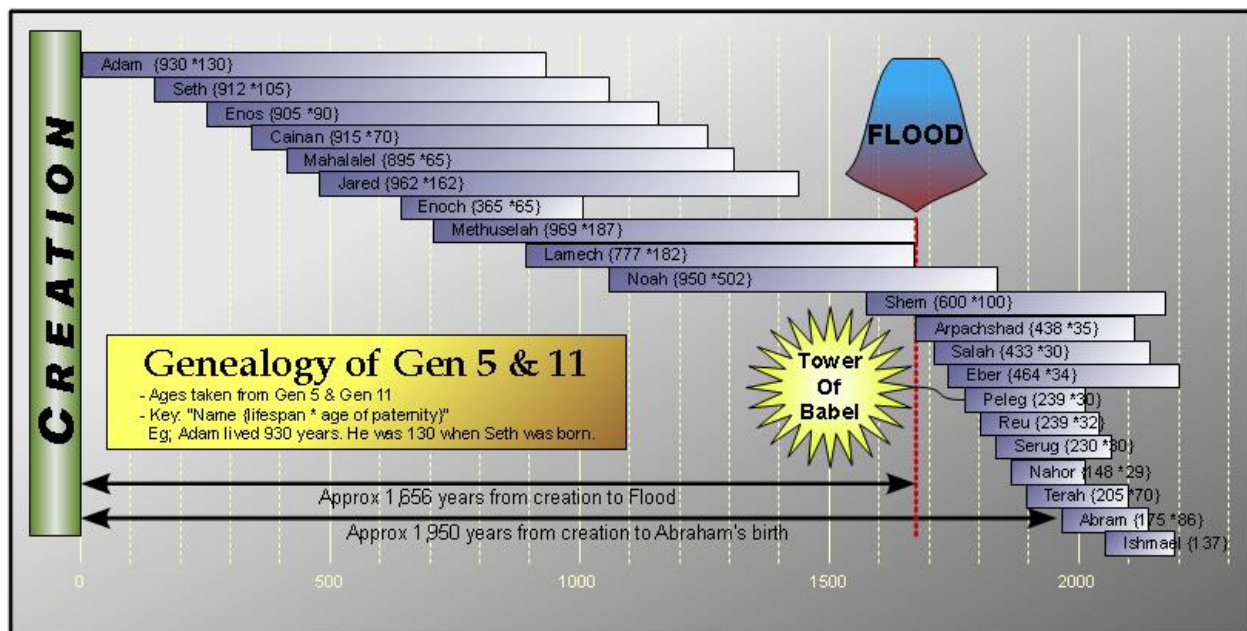 CREATION
Adam {930 *130}
Seth {912 *105}
Enos {905 *90}
Cainan {915 *70}
Mahalalel {895 *65}
Jared {962 *162}
Enoch {365 *65}
Methuselah {969 *187}
Lamech {777 *182}
Noah {950 *502}
FLOOD
Shem {600 *100}
Arpachshad {438 *35}
Salah {433 *30}
Eber {464 *34}
Peleg {239 *30}
Reu {239 *32}
Serug {230 *30}
Nahor {148 *29}
Terah {205 *70}
Abram {175 *86}
Ishmael {137}
Tower
Of
Babel
Genealogy of Gen 5 & 11
- Ages taken from Gen 5 & Gen 11
- Key: "Name {lifespan * age of paternity}"
Eg; Adam lived 930 years. He was 130 when Seth was born.
Approx 1,656 years from creation to Flood
Approx 1,950 years from creation to Abraham's birth
0 500 1000 1500 2000